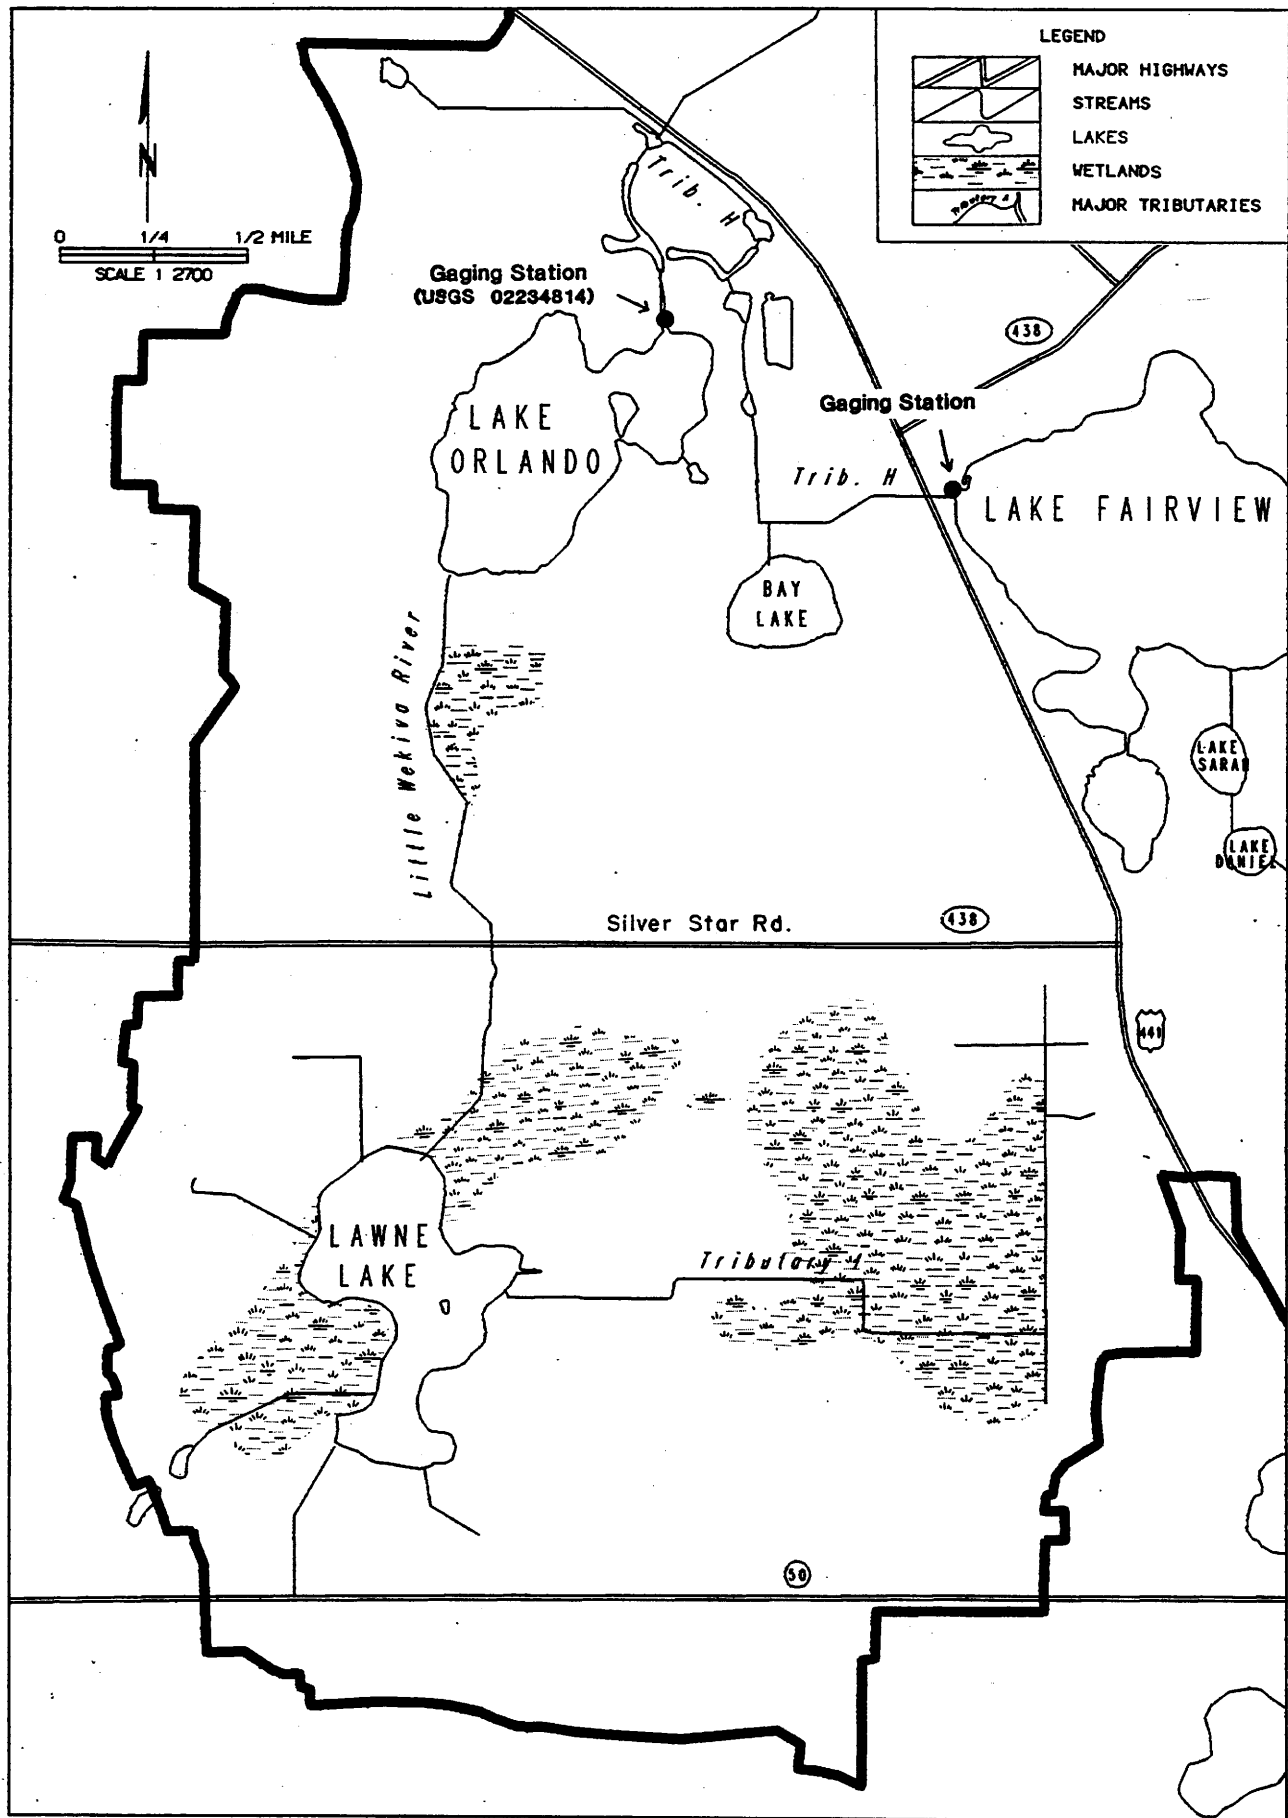 LEGEND
MAJOR HIGHWAYS
STREAMS
LAKES
WETLANDS
MAJOR TRIBUTARIES
N
0 1/4 1/2 MILE
SCALE 1 2700
Trib. H
Gaging Station
(USGS 02234814)
438
Gaging Station
LAKE
ORLANDO
Trib. H
LAKE FAIRVIEW
BAY
LAKE
Little Wekiva River
LAKE
SARAH
LAKE
DANIEL
Silver Star Rd.
438
441
LAWNE
LAKE
Tributary 1
50